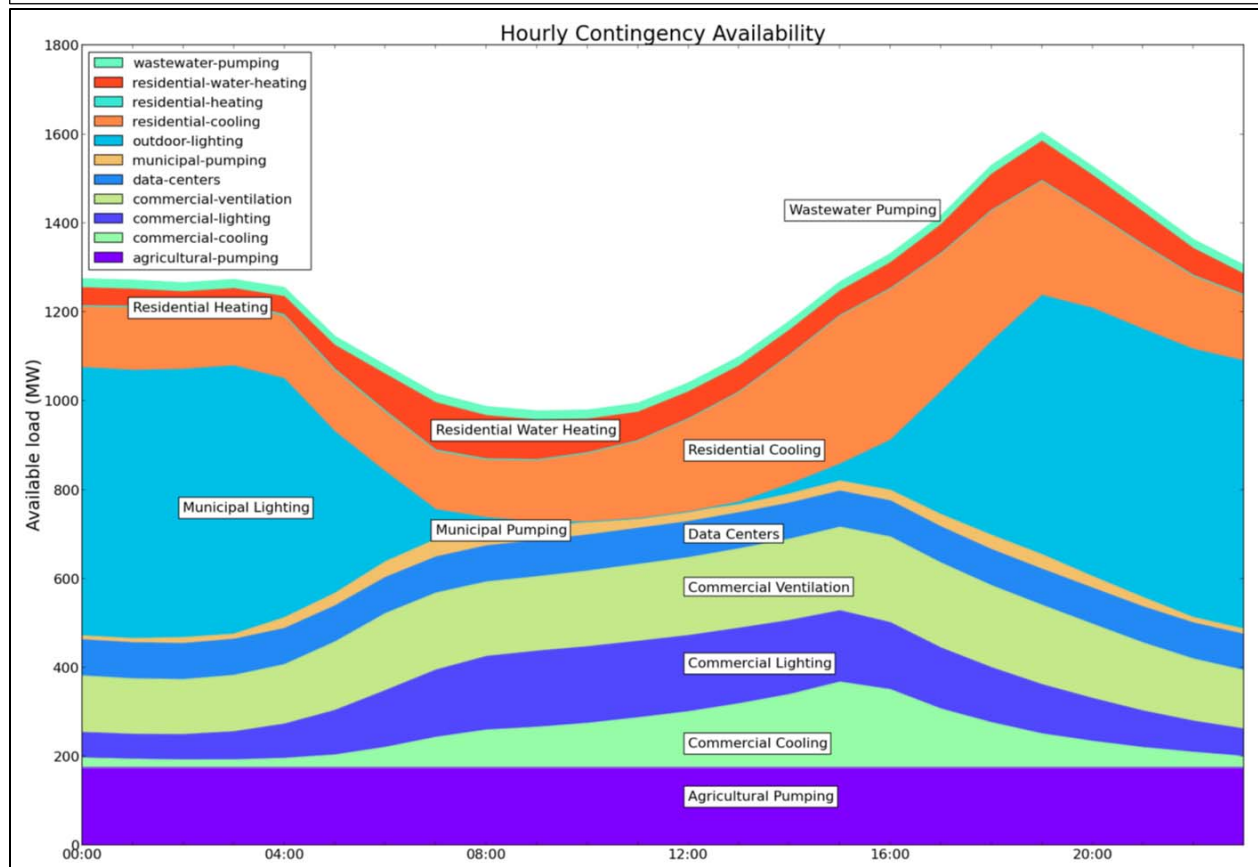 Hourly Contingency Availability
1800
1600
1400
1200
1000
800
600
400
200
0
Available load (MW)
wastewater-pumping
residential-water-heating
residential-heating
residential-cooling
outdoor-lighting
municipal-pumping
data-centers
commercial-ventilation
commercial-lighting
commercial-cooling
agricultural-pumping
Wastewater Pumping
Residential Heating
Residential Water Heating
Residential Cooling
Municipal Lighting
Municipal Pumping
Data Centers
Commercial Ventilation
Commercial Lighting
Commercial Cooling
Agricultural Pumping
00:00 04:00 08:00 12:00 16:00 20:00